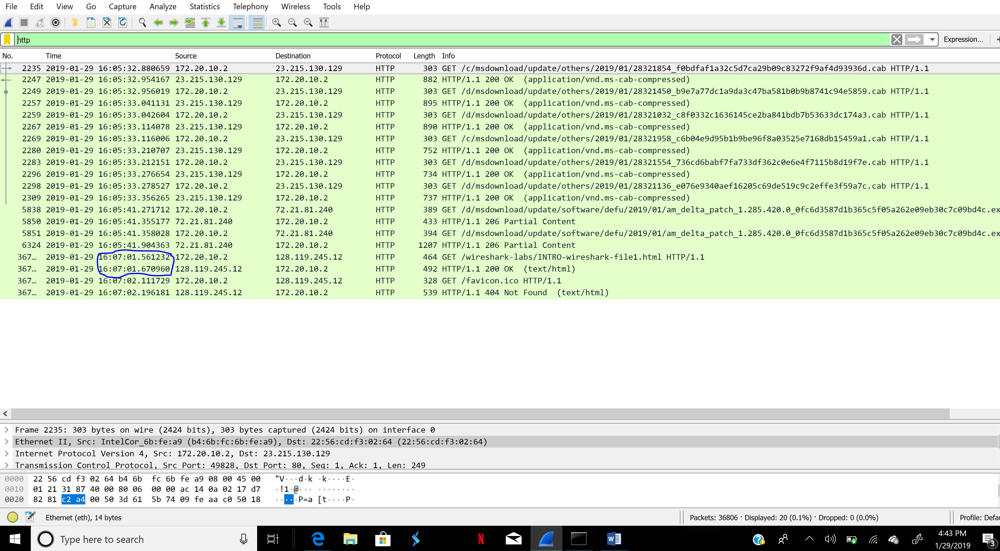 File Edit View Go Capture Analyze Statistics Telephony Wireless Tools Help
http
Expression...
No. Time Source Destination Protocol Length Info
2235 2019-01-29 16:05:32.880659 172.20.10.2 23.215.130.129 HTTP 303 GET /c/msdownload/update/others/2019/01/28321854_f0bdfaf1a32c5d7ca29b09c83272f9af4d93936d.cab HTTP/1.1
2247 2019-01-29 16:05:32.954167 23.215.130.129 172.20.10.2 HTTP 882 HTTP/1.1 200 OK (application/vnd.ms-cab-compressed)
2249 2019-01-29 16:05:32.956019 172.20.10.2 23.215.130.129 HTTP 303 GET /d/msdownload/update/others/2019/01/28321450_b9e7a77dc1a9da3c47ba581b0b9b8741c94e5859.cab HTTP/1.1
2257 2019-01-29 16:05:33.041131 23.215.130.129 172.20.10.2 HTTP 895 HTTP/1.1 200 OK (application/vnd.ms-cab-compressed)
2259 2019-01-29 16:05:33.042604 172.20.10.2 23.215.130.129 HTTP 303 GET /d/msdownload/update/others/2019/01/28321032_c8f0332c1636145ce2ba841bdb7b53633dc174a3.cab HTTP/1.1
2267 2019-01-29 16:05:33.114078 23.215.130.129 172.20.10.2 HTTP 890 HTTP/1.1 200 OK (application/vnd.ms-cab-compressed)
2269 2019-01-29 16:05:33.116006 172.20.10.2 23.215.130.129 HTTP 303 GET /c/msdownload/update/others/2019/01/28321958_c6b04e9d95b1b9be96f8a03525e7168db15459a1.cab HTTP/1.1
2280 2019-01-29 16:05:33.210707 23.215.130.129 172.20.10.2 HTTP 752 HTTP/1.1 200 OK (application/vnd.ms-cab-compressed)
2283 2019-01-29 16:05:33.212151 172.20.10.2 23.215.130.129 HTTP 303 GET /d/msdownload/update/others/2019/01/28321554_736cd6babf7fa733df362c0e6e4f7115b8d19f7e.cab HTTP/1.1
2296 2019-01-29 16:05:33.276654 23.215.130.129 172.20.10.2 HTTP 734 HTTP/1.1 200 OK (application/vnd.ms-cab-compressed)
2298 2019-01-29 16:05:33.278527 172.20.10.2 23.215.130.129 HTTP 303 GET /d/msdownload/update/others/2019/01/28321136_e076e9340aef16205c69de519c9c2effe3f59a7c.cab HTTP/1.1
2309 2019-01-29 16:05:33.356265 23.215.130.129 172.20.10.2 HTTP 737 HTTP/1.1 200 OK (application/vnd.ms-cab-compressed)
5838 2019-01-29 16:05:41.271712 172.20.10.2 72.21.81.240 HTTP 389 GET /d/msdownload/update/software/defu/2019/01/am_delta_patch_1.285.420.0_0fc6d3587d1b365c5f05a262e09eb30c7c09bd4c.ex
5850 2019-01-29 16:05:41.355177 72.21.81.240 172.20.10.2 HTTP 433 HTTP/1.1 206 Partial Content
5851 2019-01-29 16:05:41.358028 172.20.10.2 72.21.81.240 HTTP 394 GET /d/msdownload/update/software/defu/2019/01/am_delta_patch_1.285.420.0_0fc6d3587d1b365c5f05a262e09eb30c7c09bd4c.ex
6324 2019-01-29 16:05:41.904363 72.21.81.240 172.20.10.2 HTTP 1207 HTTP/1.1 206 Partial Content
367... 2019-01-29 16:07:01.561232 172.20.10.2 128.119.245.12 HTTP 464 GET /wireshark-labs/INTRO-wireshark-file1.html HTTP/1.1
367... 2019-01-29 16:07:01.670960 128.119.245.12 172.20.10.2 HTTP 492 HTTP/1.1 200 OK (text/html)
367... 2019-01-29 16:07:02.111729 172.20.10.2 128.119.245.12 HTTP 328 GET /favicon.ico HTTP/1.1
367... 2019-01-29 16:07:02.196181 128.119.245.12 172.20.10.2 HTTP 539 HTTP/1.1 404 Not Found (text/html)
Frame 2235: 303 bytes on wire (2424 bits), 303 bytes captured (2424 bits) on interface 0
Ethernet II, Src: IntelCor_6b:fe:a9 (b4:6b:fc:6b:fe:a9), Dst: 22:56:cd:f3:02:64 (22:56:cd:f3:02:64)
Internet Protocol Version 4, Src: 172.20.10.2, Dst: 23.215.130.129
Transmission Control Protocol, Src Port: 49828, Dst Port: 80, Seq: 1, Ack: 1, Len: 249
0000 22 56 cd f3 02 64 b4 6b fc 6b fe a9 08 00 45 00 "V···d·k ·k····E·
0010 01 21 31 87 40 00 80 06 00 00 ac 14 0a 02 17 d7 ·!1·@··· ········
0020 82 81 c2 a4 00 50 3d 61 5b 74 09 fe aa c0 50 18 ·····P=a [t····P·
Ethernet (eth), 14 bytes Packets: 36806 · Displayed: 20 (0.1%) · Dropped: 0 (0.0%) Profile: Defau
Type here to search
4:43 PM
1/29/2019
3